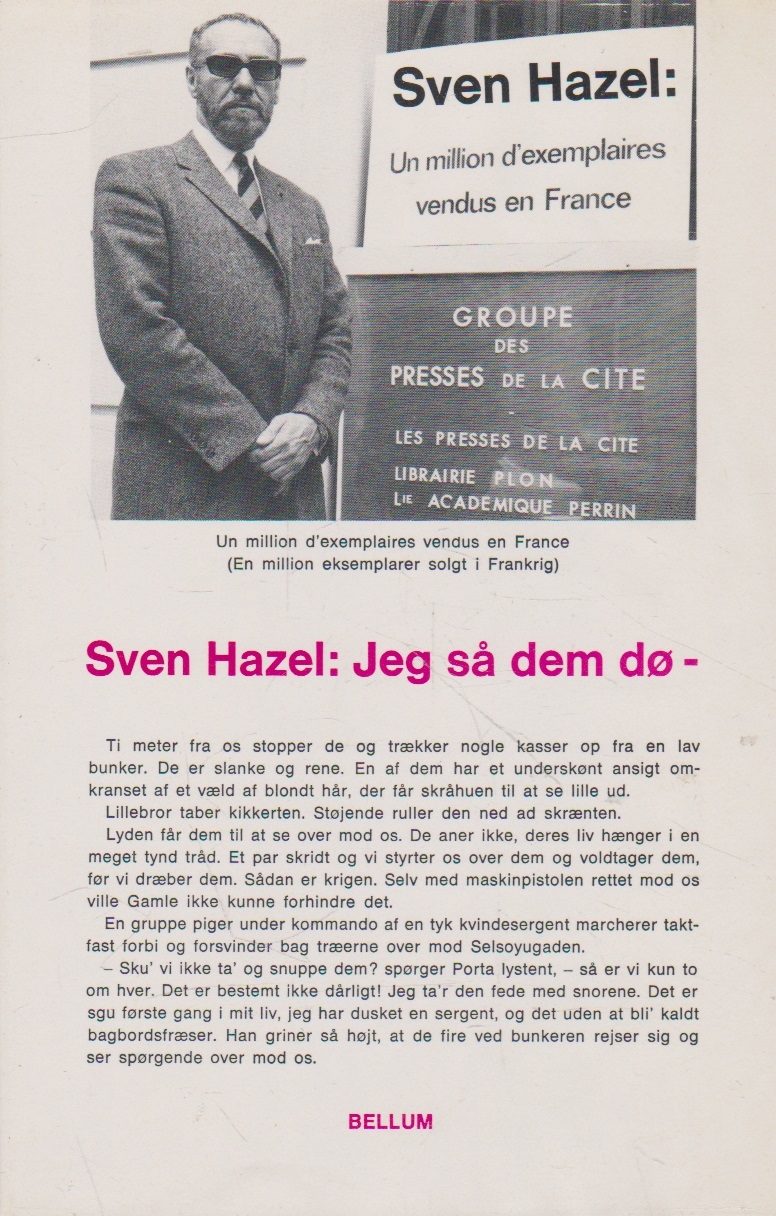 Sven Hazel:
Un million d'exemplaires
vendus en France
GROUPE
DES
PRESSES DE LA CITE
-
LES PRESSES DE LA CITE
LIBRAIRIE PLON
LIE ACADEMIQUE PERRIN
Un million d'exemplaires vendus en France
(En million eksemplarer solgt i Frankrig)
Sven Hazel: Jeg så dem dø -
Ti meter fra os stopper de og trækker nogle kasser op fra en lav
bunker. De er slanke og rene. En af dem har et underskønt ansigt om-
kranset af et væld af blondt hår, der får skråhuen til at se lille ud.
Lillebror taber kikkerten. Støjende ruller den ned ad skrænten.
Lyden får dem til at se over mod os. De aner ikke, deres liv hænger i en
meget tynd tråd. Et par skridt og vi styrter os over dem og voldtager dem,
før vi dræber dem. Sådan er krigen. Selv med maskinpistolen rettet mod os
ville Gamle ikke kunne forhindre det.
En gruppe piger under kommando af en tyk kvindesergent marcherer takt-
fast forbi og forsvinder bag træerne over mod Selsoyugaden.
– Sku' vi ikke ta' og snuppe dem? spørger Porta lystent, – så er vi kun to
om hver. Det er bestemt ikke dårligt! Jeg ta'r den fede med snorene. Det er
sgu første gang i mit liv, jeg har dusket en sergent, og det uden at bli' kaldt
bagbordsfræser. Han griner så højt, at de fire ved bunkeren rejser sig og
ser spørgende over mod os.
BELLUM